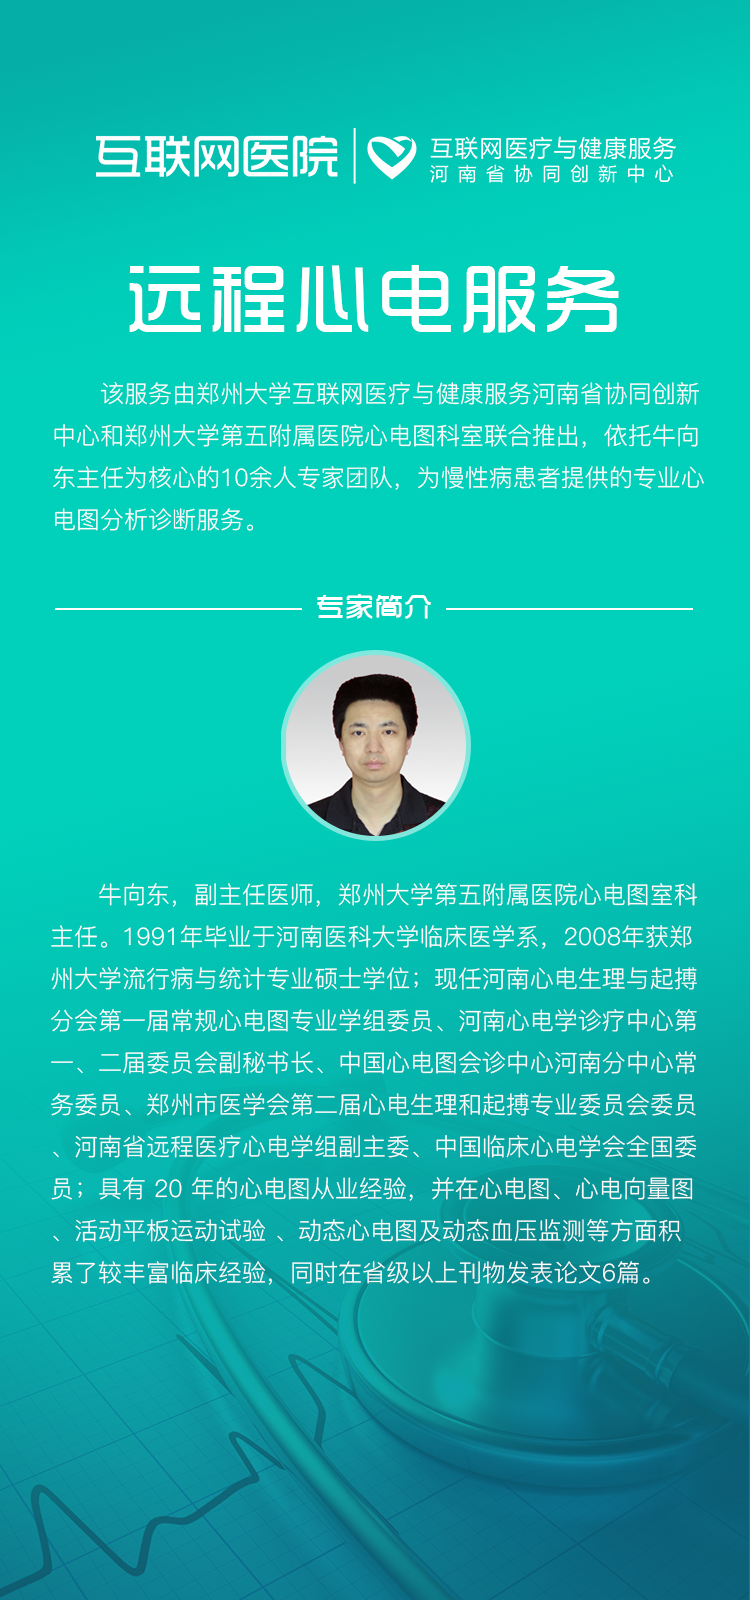 互联网医院
互联网医疗与健康服务
河南省协同创新中心
远程心电服务
该服务由郑州大学互联网医疗与健康服务河南省协同创新
中心和郑州大学第五附属医院心电图科室联合推出，依托牛向
东主任为核心的10余人专家团队，为慢性病患者提供的专业心
电图分析诊断服务。
专家简介
牛向东，副主任医师，郑州大学第五附属医院心电图室科
主任。1991年毕业于河南医科大学临床医学系，2008年获郑
州大学流行病与统计专业硕士学位；现任河南心电生理与起搏
分会第一届常规心电图专业学组委员、河南心电学诊疗中心第
一、二届委员会副秘书长、中国心电图会诊中心河南分中心常
务委员、郑州市医学会第二届心电生理和起搏专业委员会委员
、河南省远程医疗心电学组副主委、中国临床心电学会全国委
员；具有 20 年的心电图从业经验，并在心电图、心电向量图
、活动平板运动试验 、动态心电图及动态血压监测等方面积
累了较丰富临床经验，同时在省级以上刊物发表论文6篇。